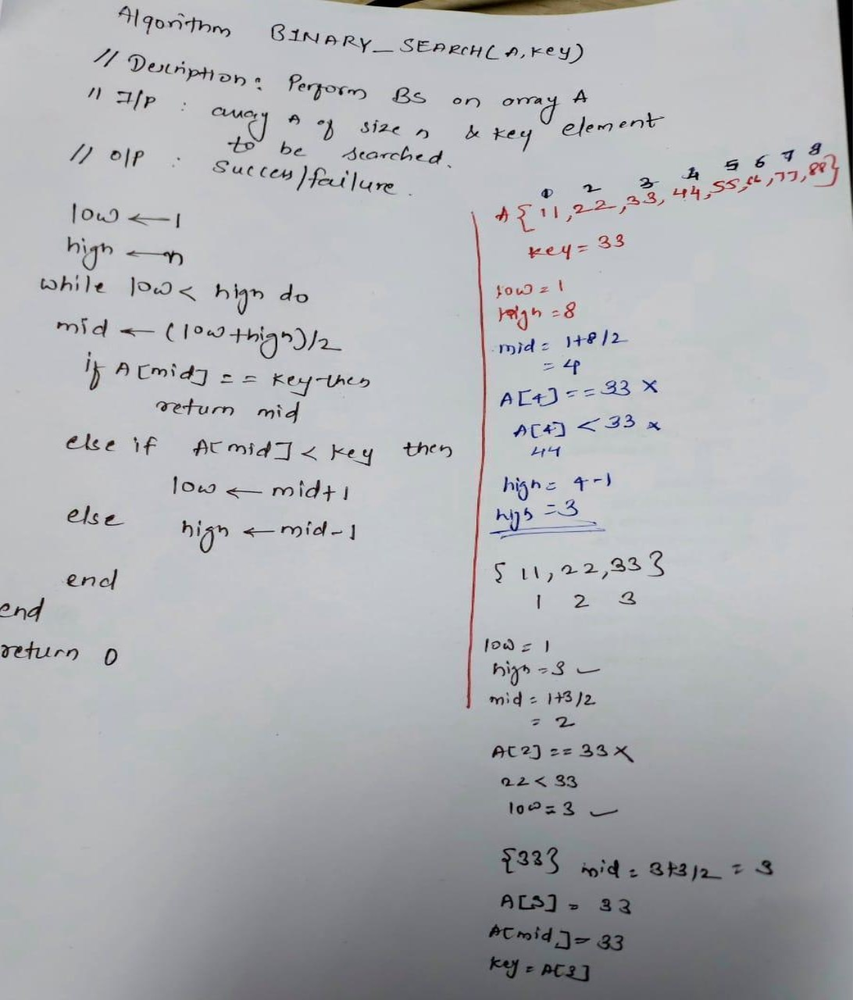 Algorithm BINARY_SEARCH(A, key)
// Description: Perform BS on array A
// I/P : array A of size n & key element
to be searched.
// O/P : Success/failure.
low ← 1
high ← n
while low < high do
mid ← (low+high)/2
if A[mid] == key then
return mid
else if A[mid] < key then
low ← mid+1
else
high ← mid-1
end
end
return 0
1 2 3 4 5 6 7 8
A{11,22,33,44,55,66,77,88}
key = 33
low = 1
high = 8
mid = 1+8/2
= 4
A[4] == 33 ×
A[4] < 33 ×
44
high = 4-1
high = 3
{11,22,33}
1 2 3
low = 1
high = 3 ✓
mid = 1+3/2
= 2
A[2] == 33 ×
22 < 33
low = 3 ✓
{33} mid = 3+3/2 = 3
A[3] = 33
A[mid] = 33
key = A[3]